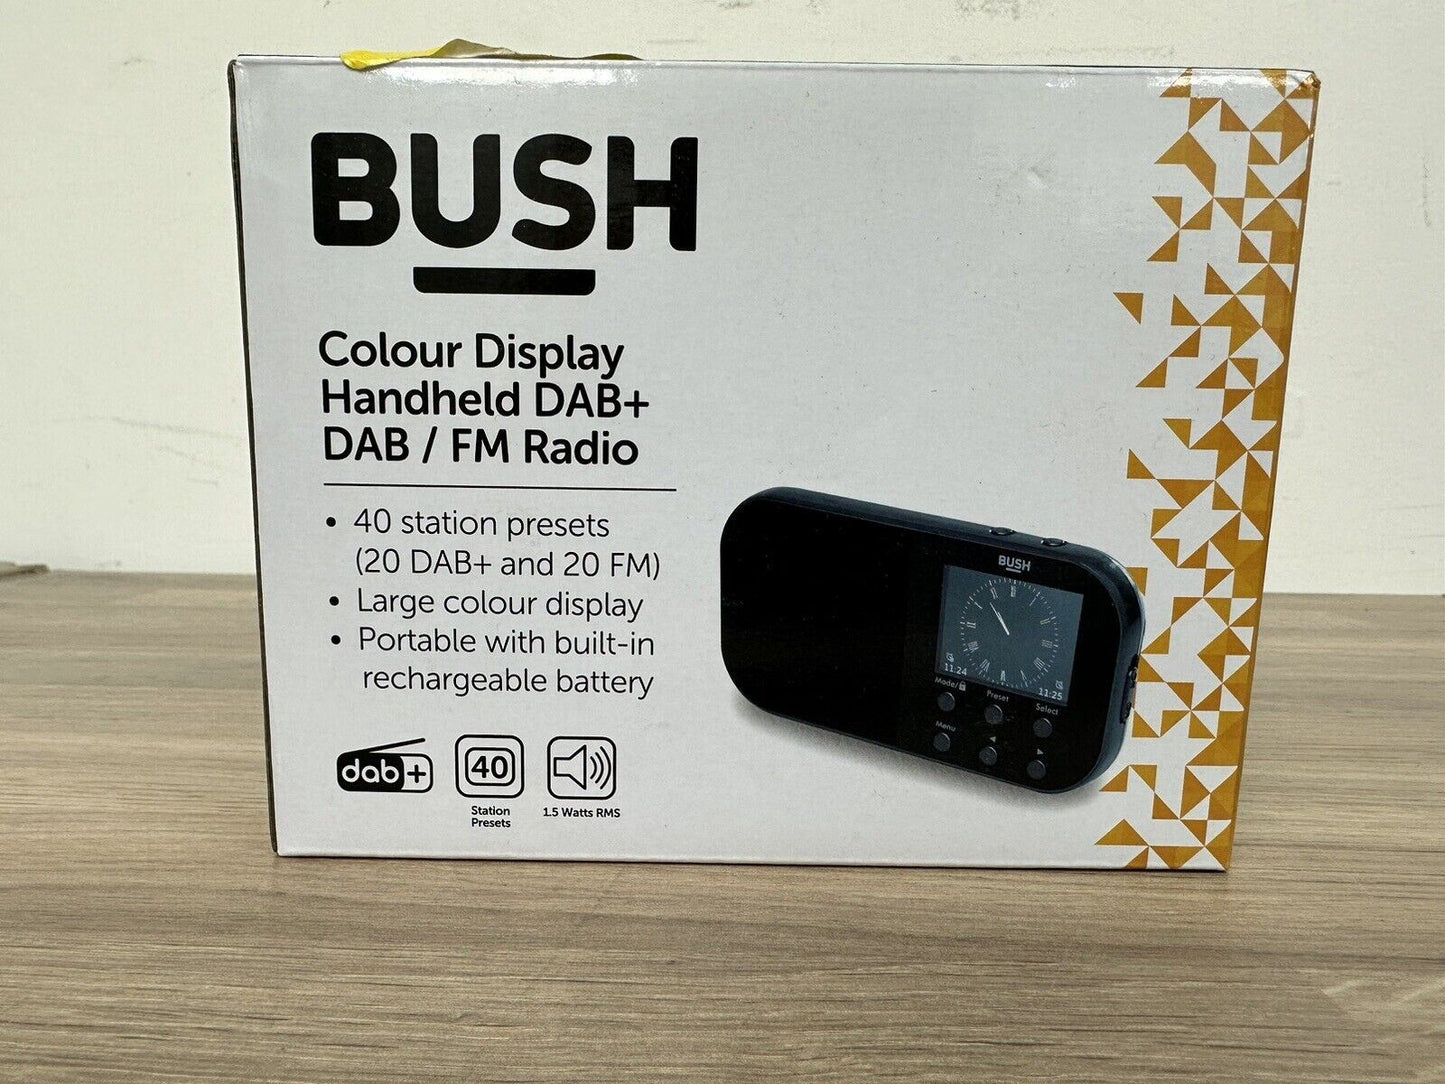 BUSH
Colour Display
Handheld DAB+
DAB / FM Radio
• 40 station presets
(20 DAB+ and 20 FM)
• Large colour display
• Portable with built-in
rechargeable battery
dab+
40
Station
Presets
1.5 Watts RMS
BUSH
11:24
11:25
Mode/
Preset
Select
Menu